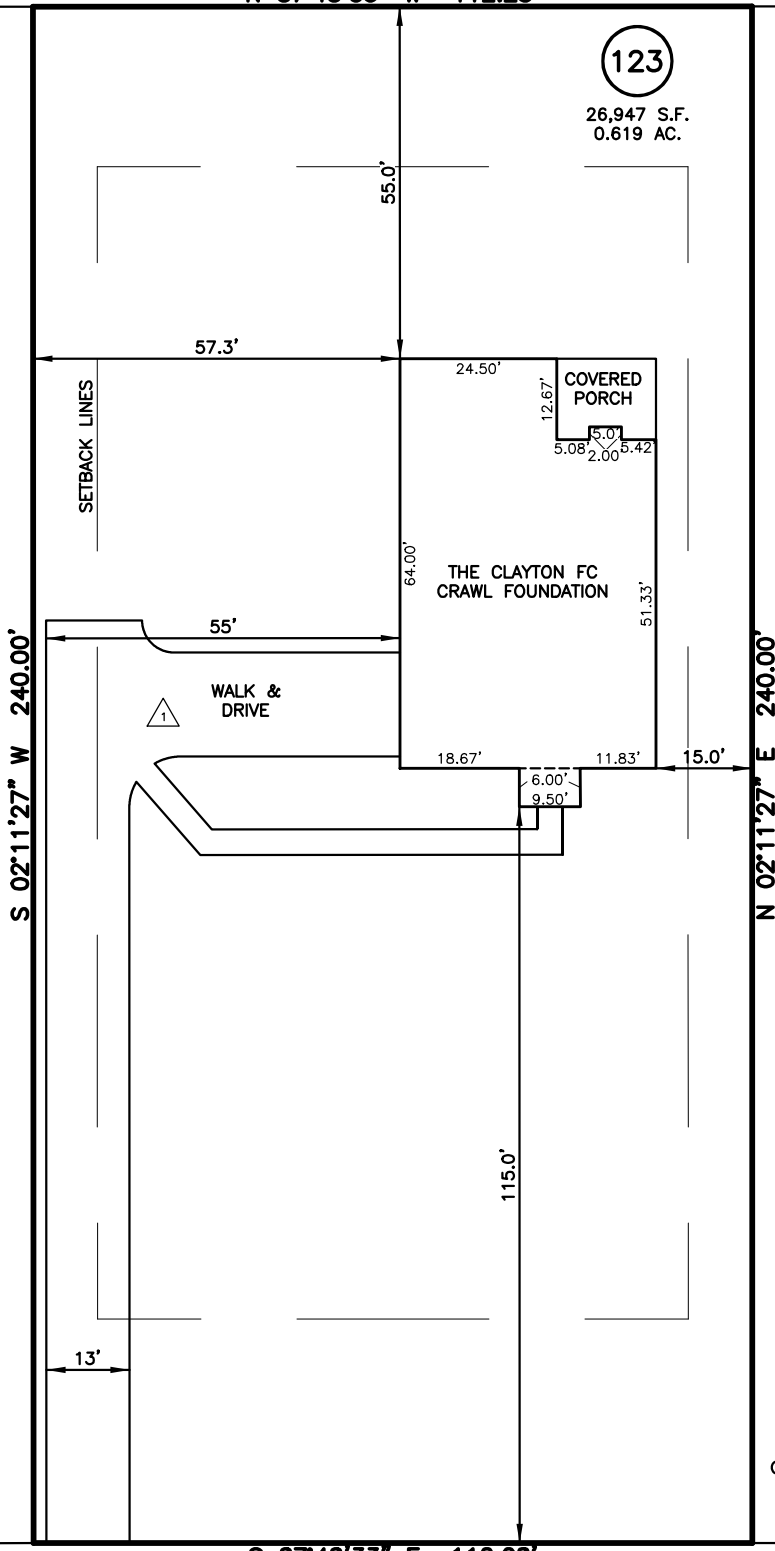 123
26,947 S.F.
0.619 AC.
55.0'
57.3'
24.50'
12.67'
COVERED
PORCH
5.0'
5.08'
2.00'
5.42'
SETBACK LINES
64.00'
THE CLAYTON FC
CRAWL FOUNDATION
51.33'
55'
WALK &
DRIVE
1
18.67'
11.83'
15.0'
6.00'
9.50'
S 02°11'27" W 240.00'
N 02°11'27" E 240.00'
115.0'
13'